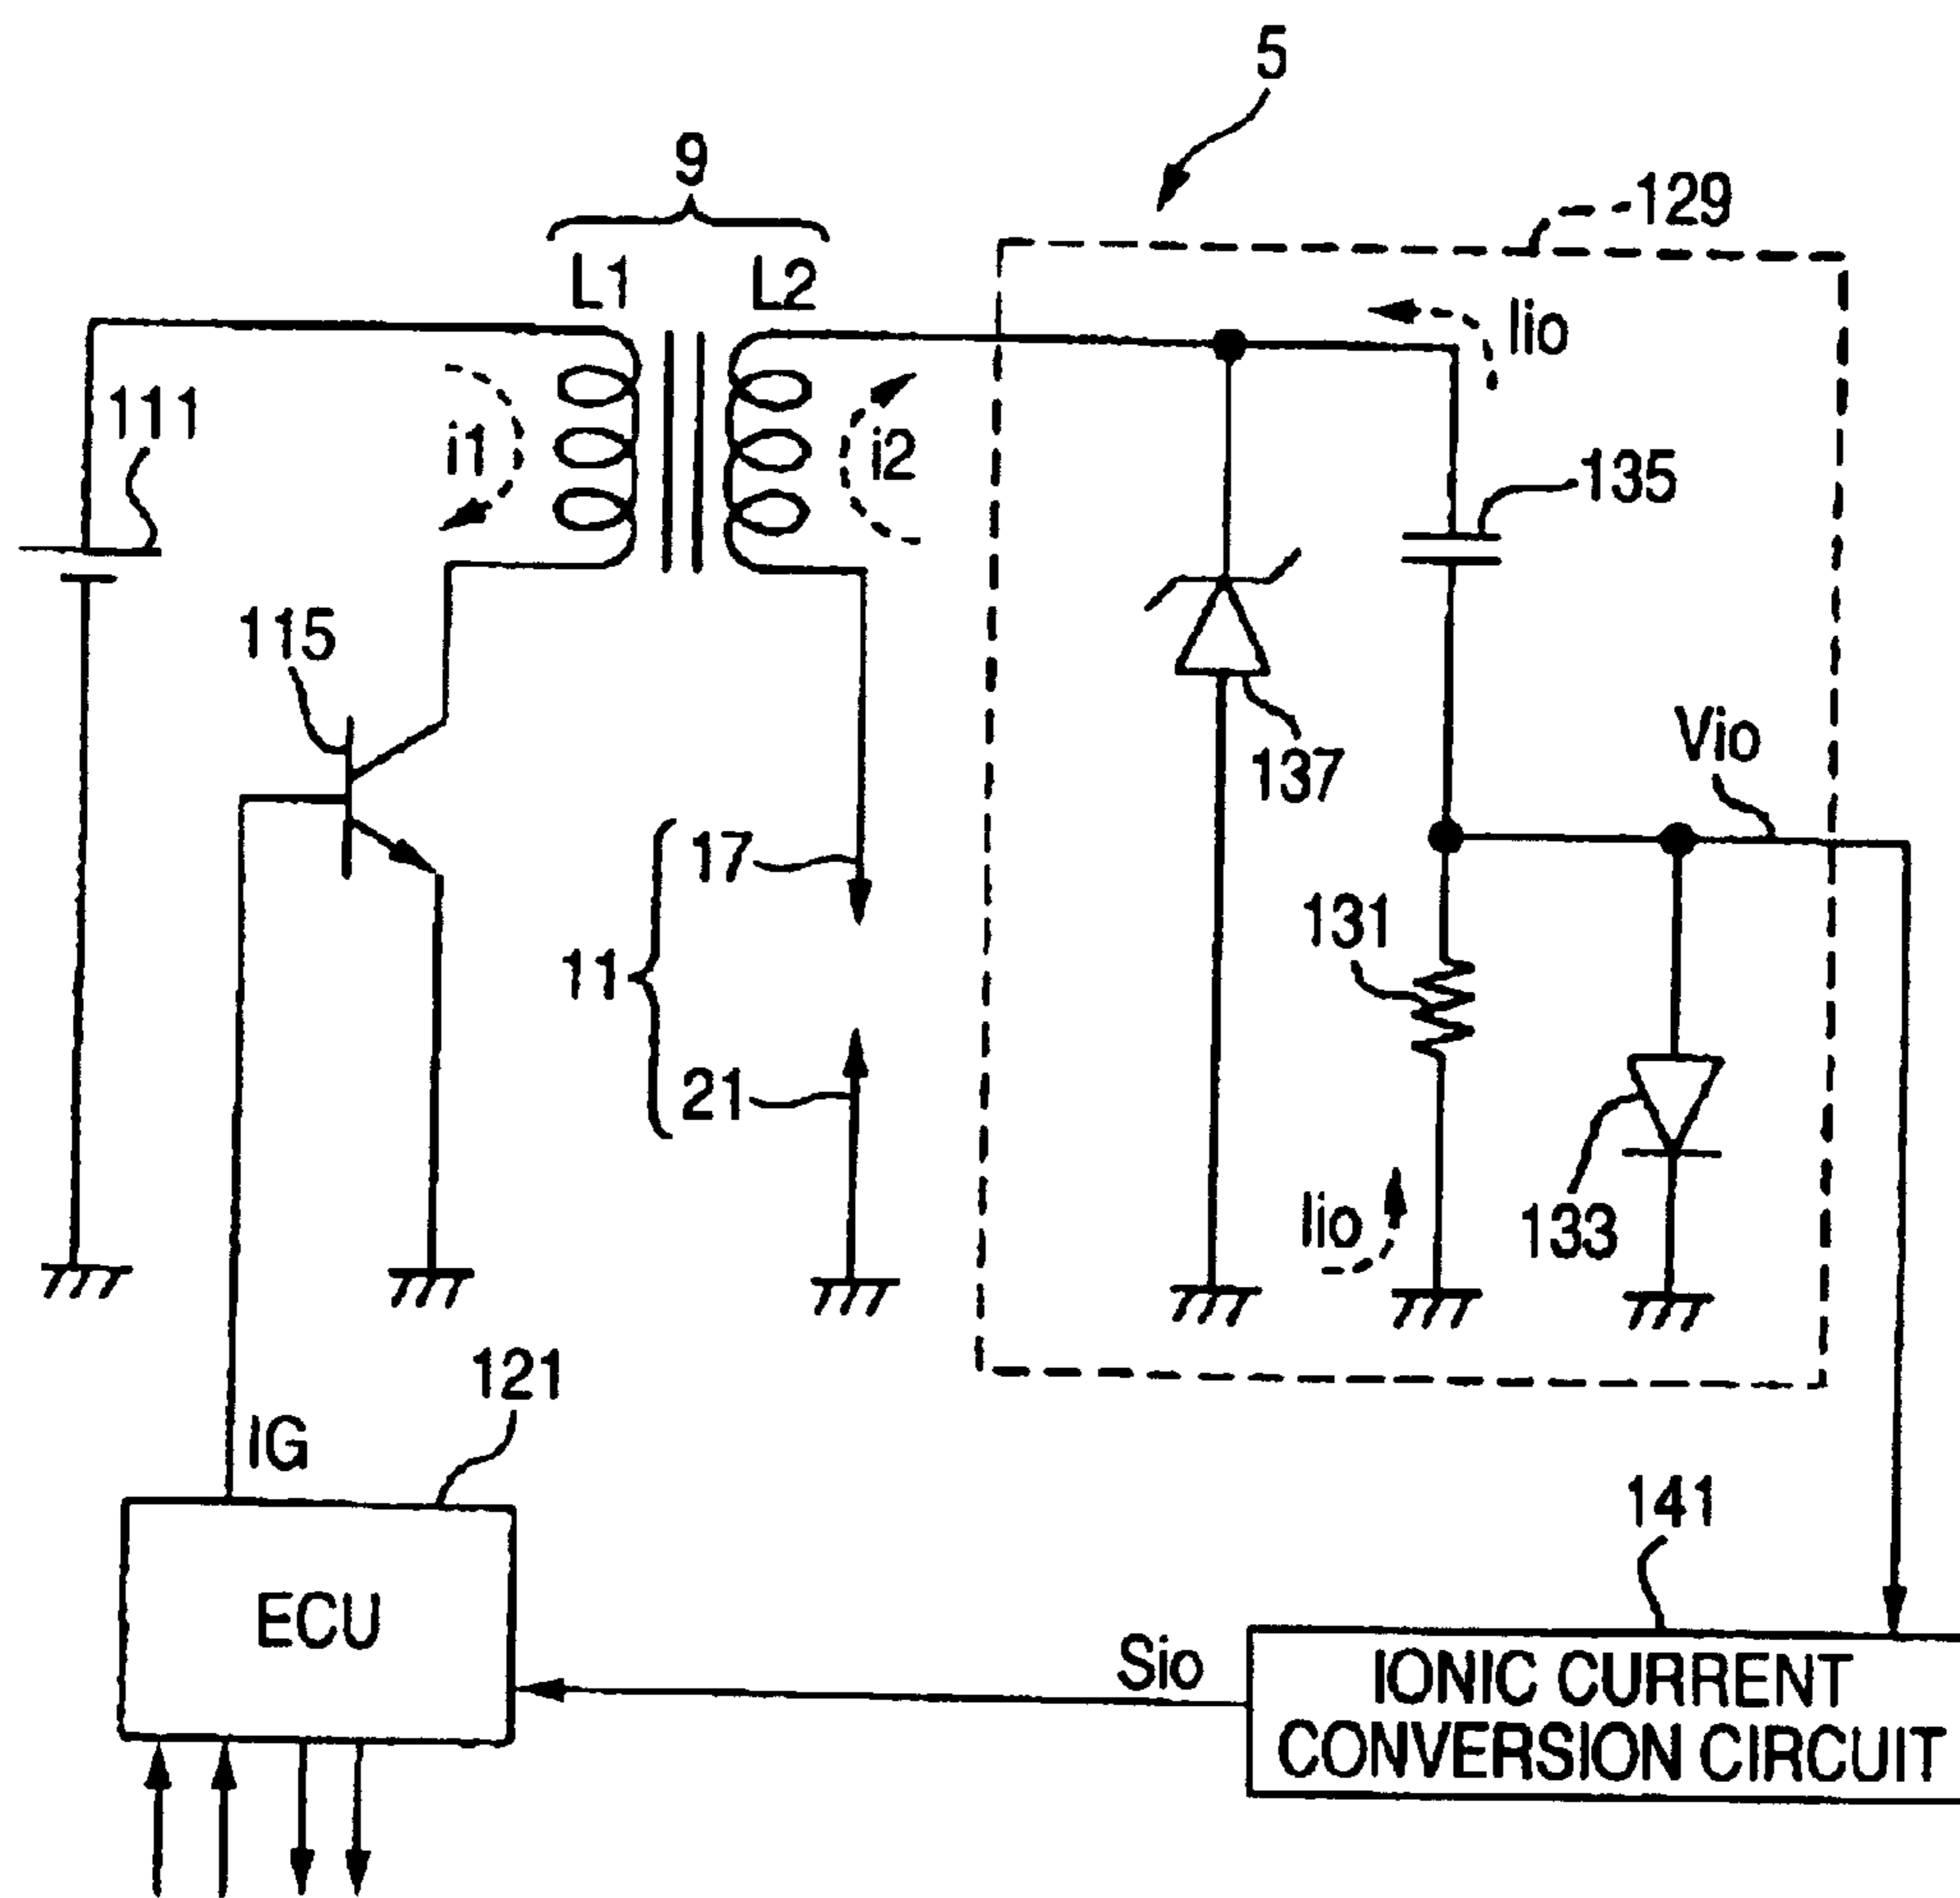 5
9
129
L1
L2
Iio
111
i1
i2
135
115
Vio
137
17
131
11
21
Iio
133
121
IG
141
ECU
Sio
IONIC CURRENT
CONVERSION CIRCUIT